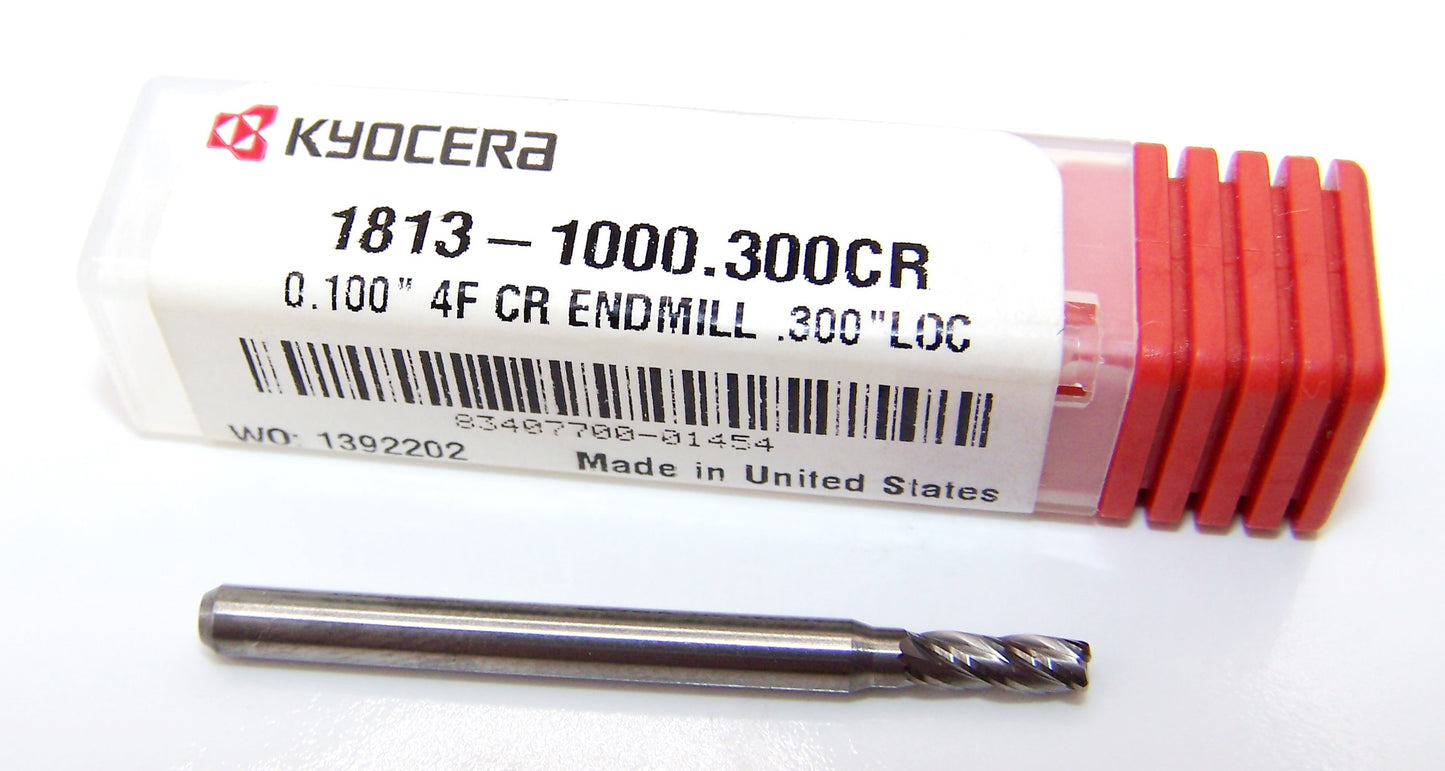 KYOCERA
1813-1000.300CR
0.100" 4F CR ENDMILL .300"LOC
83407700-01454
WO: 1392202
Made in United States